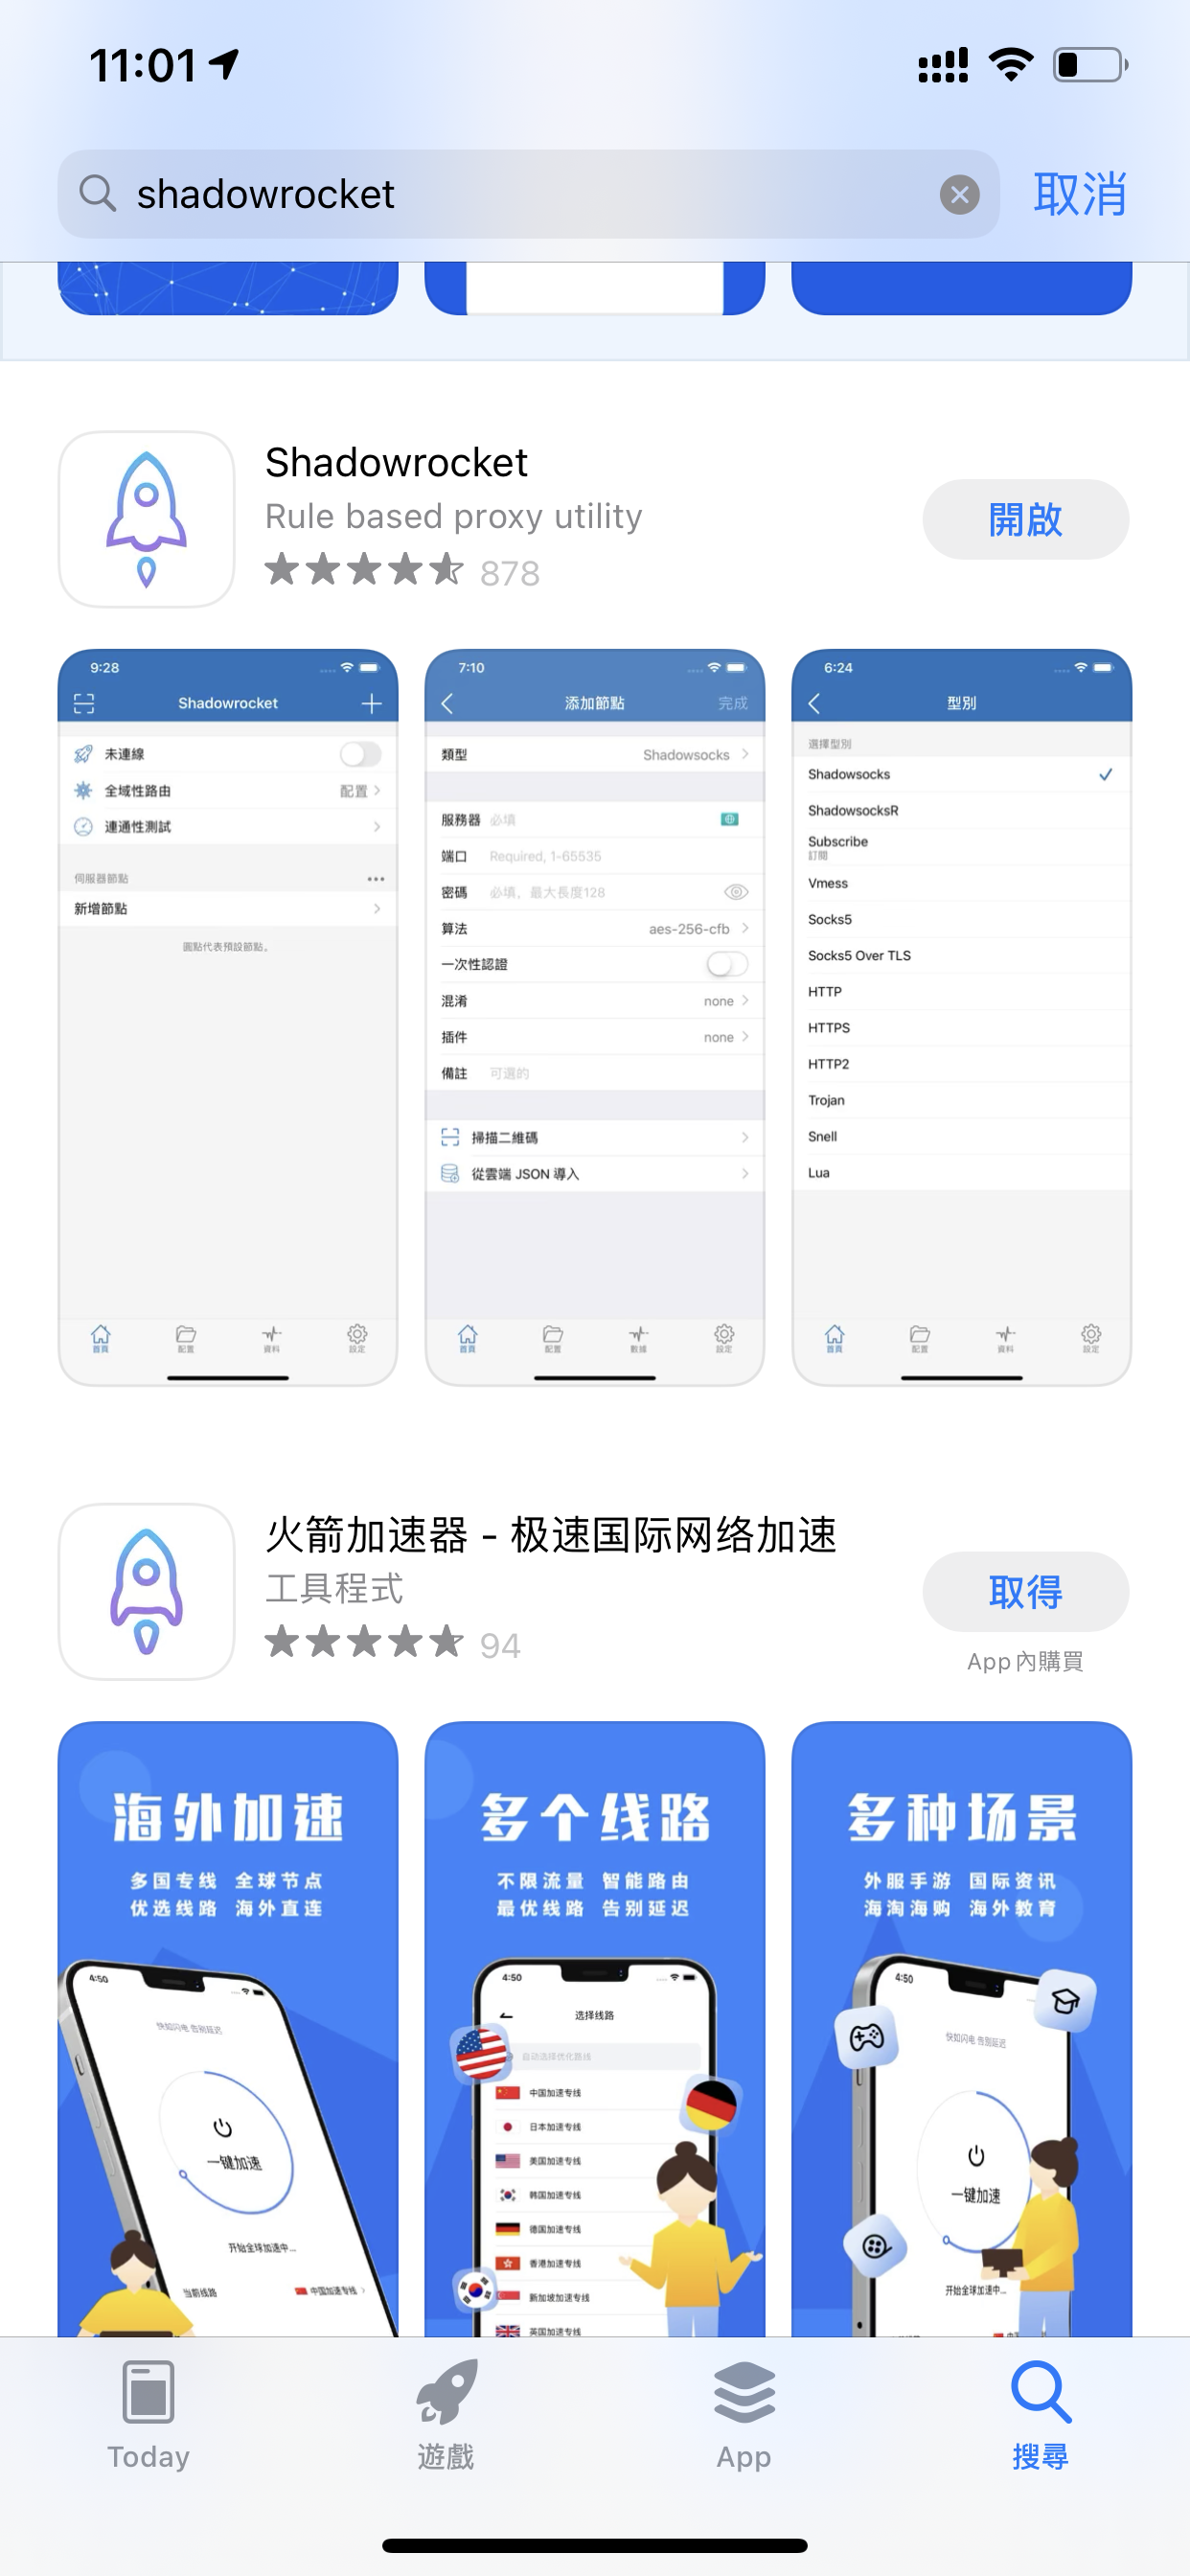 11:01
shadowrocket
取消
Shadowrocket
Rule based proxy utility
878
開啟
9:28
Shadowrocket
未連線
全域性路由
配置
連通性測試
伺服器節點
新增節點
圓點代表預設節點。
首頁
配置
資料
設定
7:10
添加節點
完成
類型
Shadowsocks
服務器
必填
端口
Required, 1-65535
密碼
必填，最大長度128
算法
aes-256-cfb
一次性認證
混淆
none
插件
none
備註
可選的
掃描二維碼
從雲端 JSON 導入
首頁
配置
數據
設定
6:24
型別
選擇型別
Shadowsocks
ShadowsocksR
Subscribe
訂閱
Vmess
Socks5
Socks5 Over TLS
HTTP
HTTPS
HTTP2
Trojan
Snell
Lua
首頁
配置
資料
設定
火箭加速器 - 极速国际网络加速
工具程式
94
取得
App 內購買
海外加速
多国专线 全球节点
优选线路 海外直连
4:50
快如闪电 告别延迟
一键加速
开始全球加速中...
当前线路
中国加速专线
多个线路
不限流量 智能路由
最优线路 告别延迟
4:50
选择线路
自动选择优化路线
中国加速专线
日本加速专线
美国加速专线
韩国加速专线
德国加速专线
香港加速专线
新加坡加速专线
英国加速专线
多种场景
外服手游 国际资讯
海淘海购 海外教育
4:50
快如闪电 告别延迟
一键加速
开始全球加速中...
Today
遊戲
App
搜尋